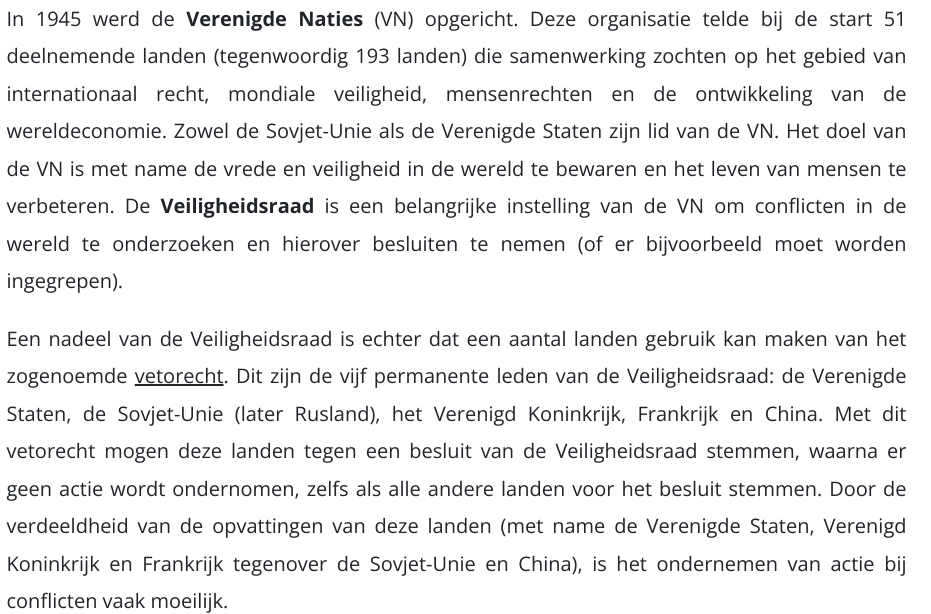 In 1945 werd de Verenigde Naties (VN) opgericht. Deze organisatie telde bij de start 51
deelnemende landen (tegenwoordig 193 landen) die samenwerking zochten op het gebied van
internationaal recht, mondiale veiligheid, mensenrechten en de ontwikkeling van de
wereldeconomie. Zowel de Sovjet-Unie als de Verenigde Staten zijn lid van de VN. Het doel van
de VN is met name de vrede en veiligheid in de wereld te bewaren en het leven van mensen te
verbeteren. De Veiligheidsraad is een belangrijke instelling van de VN om conflicten in de
wereld te onderzoeken en hierover besluiten te nemen (of er bijvoorbeeld moet worden
ingegrepen).
Een nadeel van de Veiligheidsraad is echter dat een aantal landen gebruik kan maken van het
zogenoemde vetorecht. Dit zijn de vijf permanente leden van de Veiligheidsraad: de Verenigde
Staten, de Sovjet-Unie (later Rusland), het Verenigd Koninkrijk, Frankrijk en China. Met dit
vetorecht mogen deze landen tegen een besluit van de Veiligheidsraad stemmen, waarna er
geen actie wordt ondernomen, zelfs als alle andere landen voor het besluit stemmen. Door de
verdeeldheid van de opvattingen van deze landen (met name de Verenigde Staten, Verenigd
Koninkrijk en Frankrijk tegenover de Sovjet-Unie en China), is het ondernemen van actie bij
conflicten vaak moeilijk.